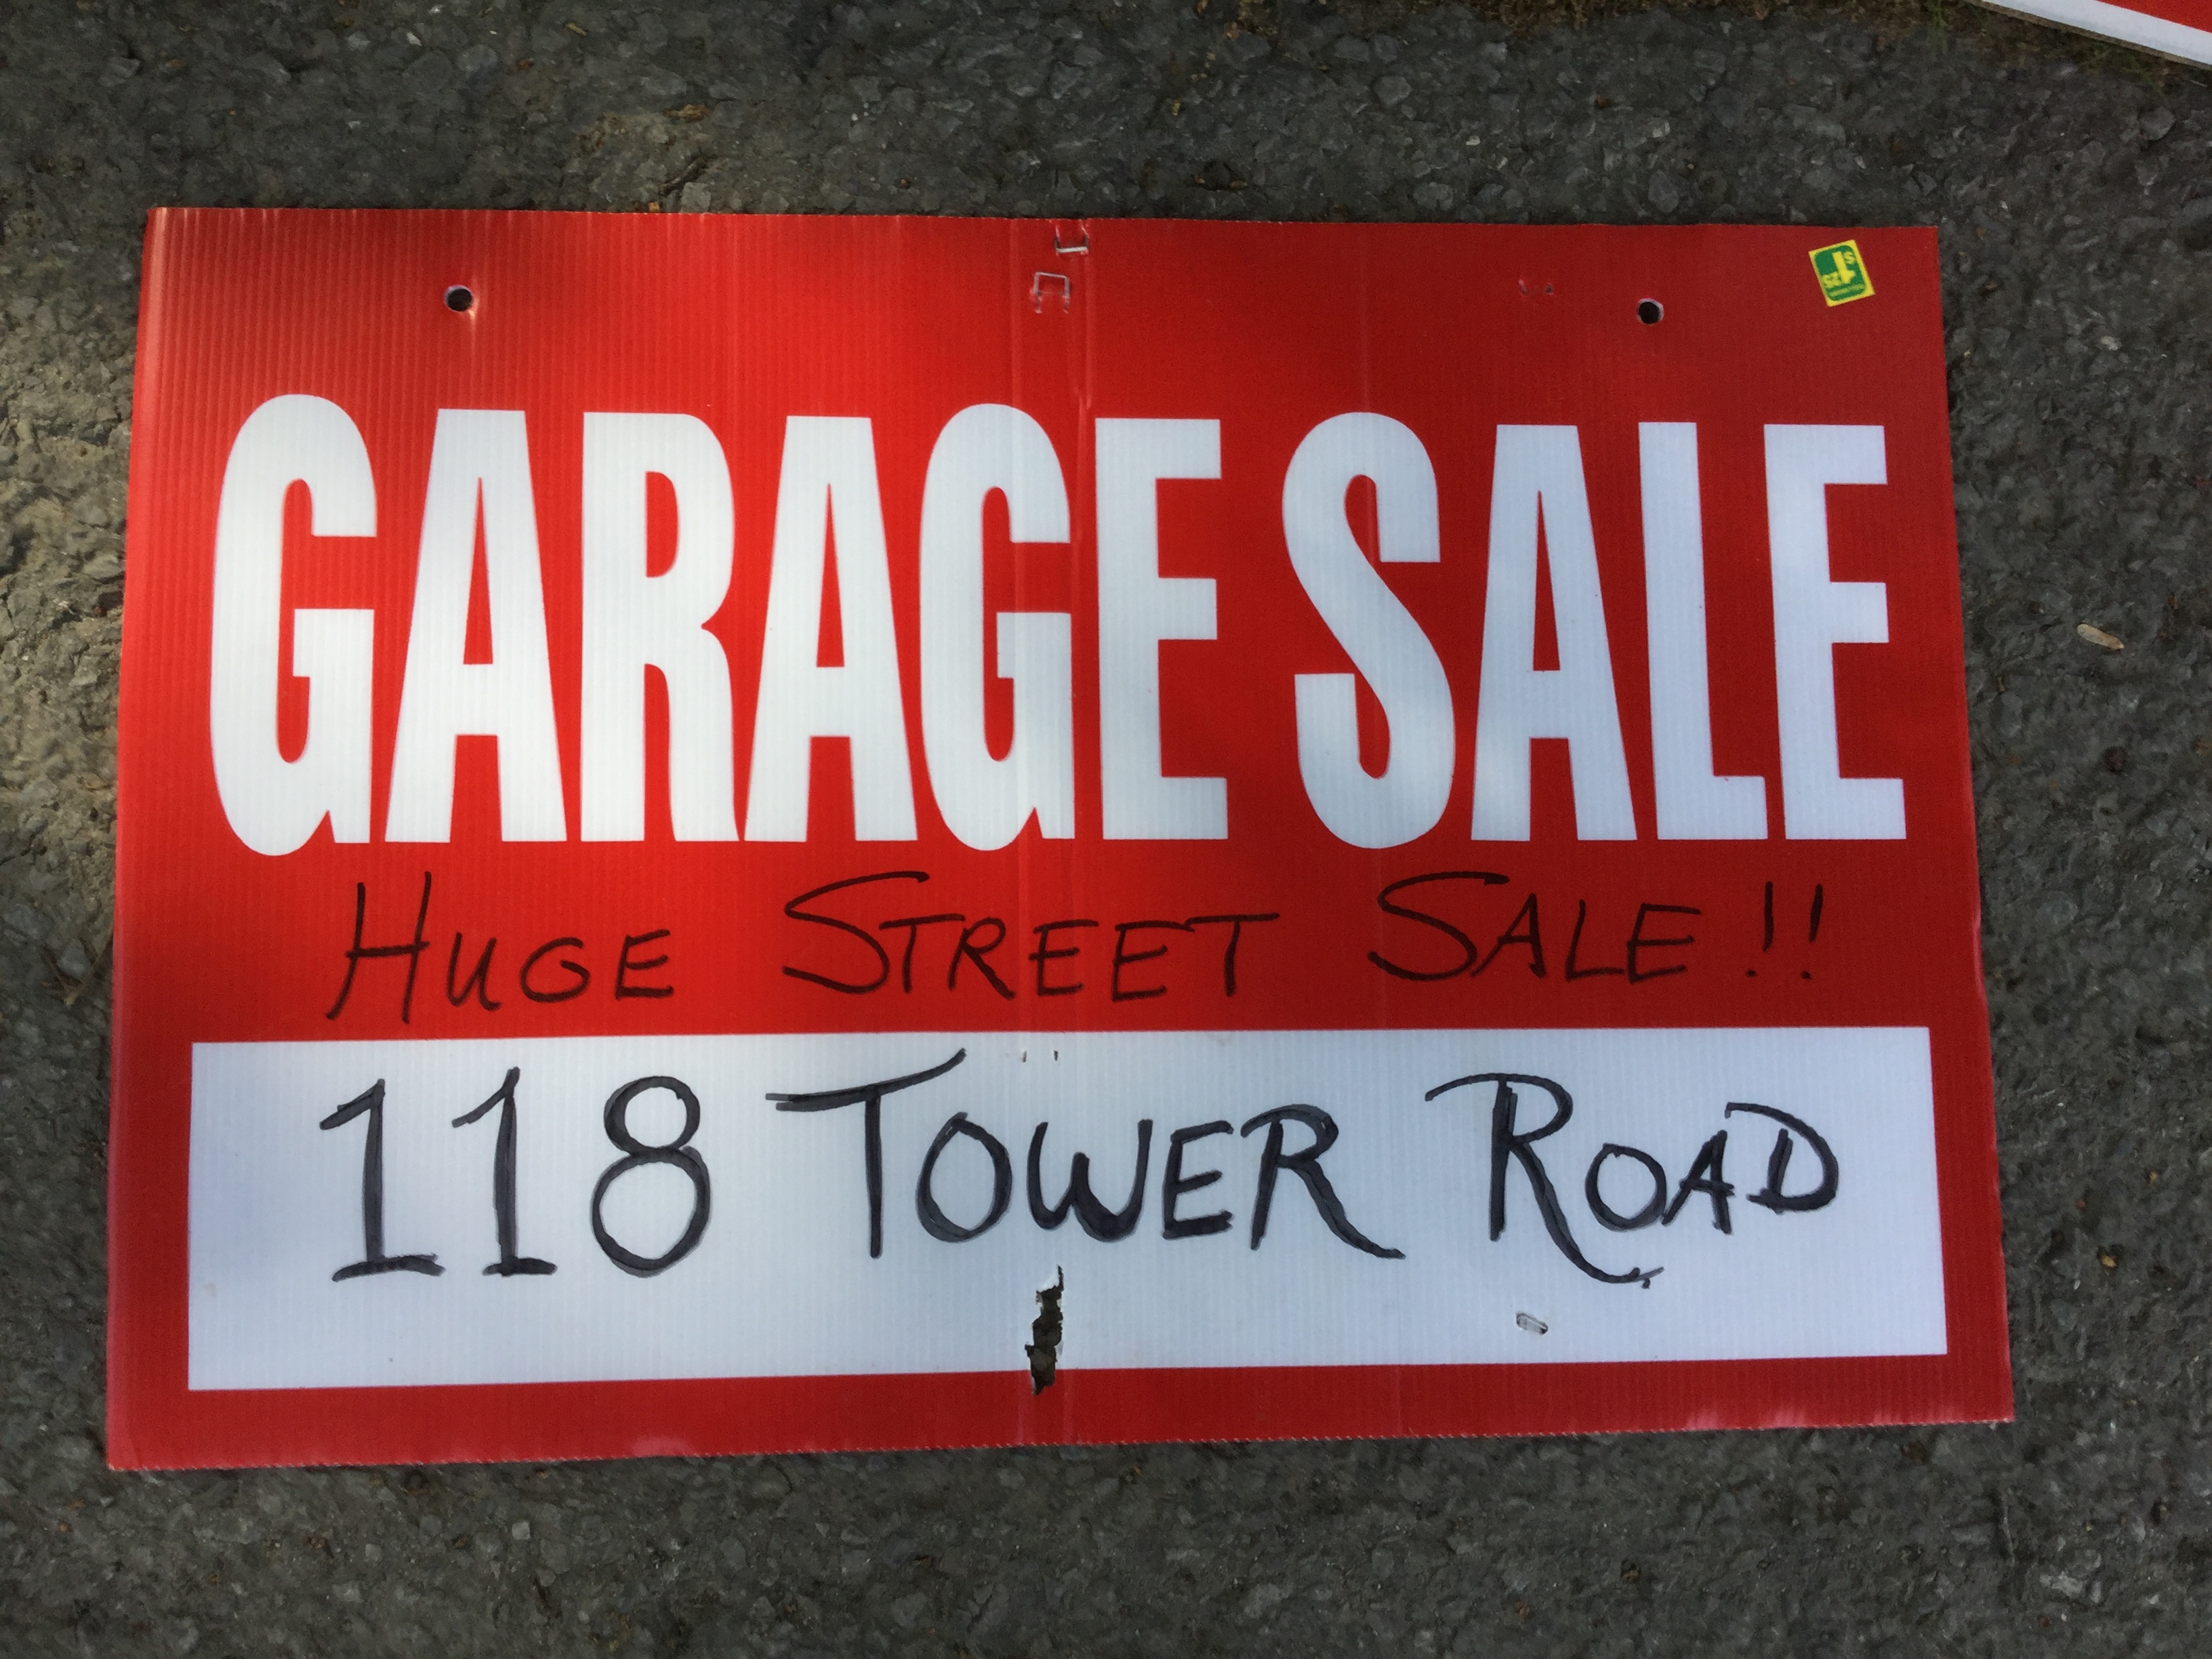 GARAGE SALE
HUGE STREET SALE!!
118 TOWER ROAD